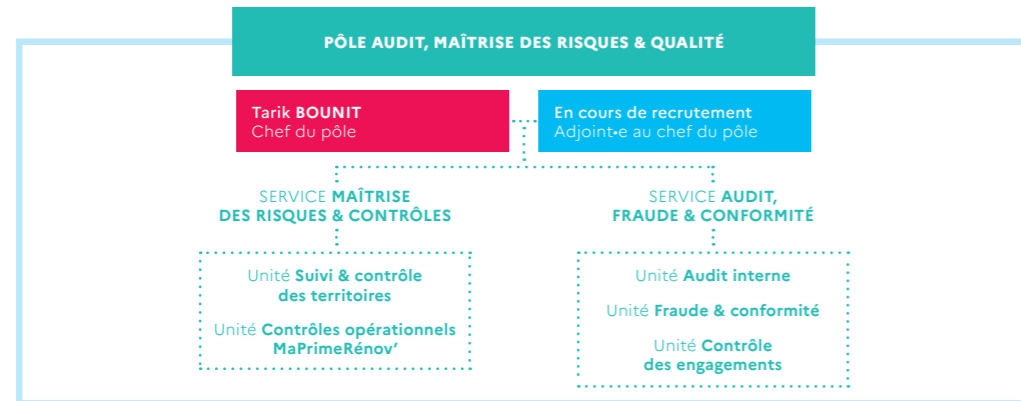 PÔLE AUDIT, MAÎTRISE DES RISQUES & QUALITÉ
Tarik BOUNIT
Chef du pôle
En cours de recrutement
Adjoint•e au chef du pôle
SERVICE MAÎTRISE
DES RISQUES & CONTRÔLES
Unité Suivi & contrôle
des territoires
Unité Contrôles opérationnels
MaPrimeRénov’
SERVICE AUDIT,
FRAUDE & CONFORMITÉ
Unité Audit interne
Unité Fraude & conformité
Unité Contrôle
des engagements